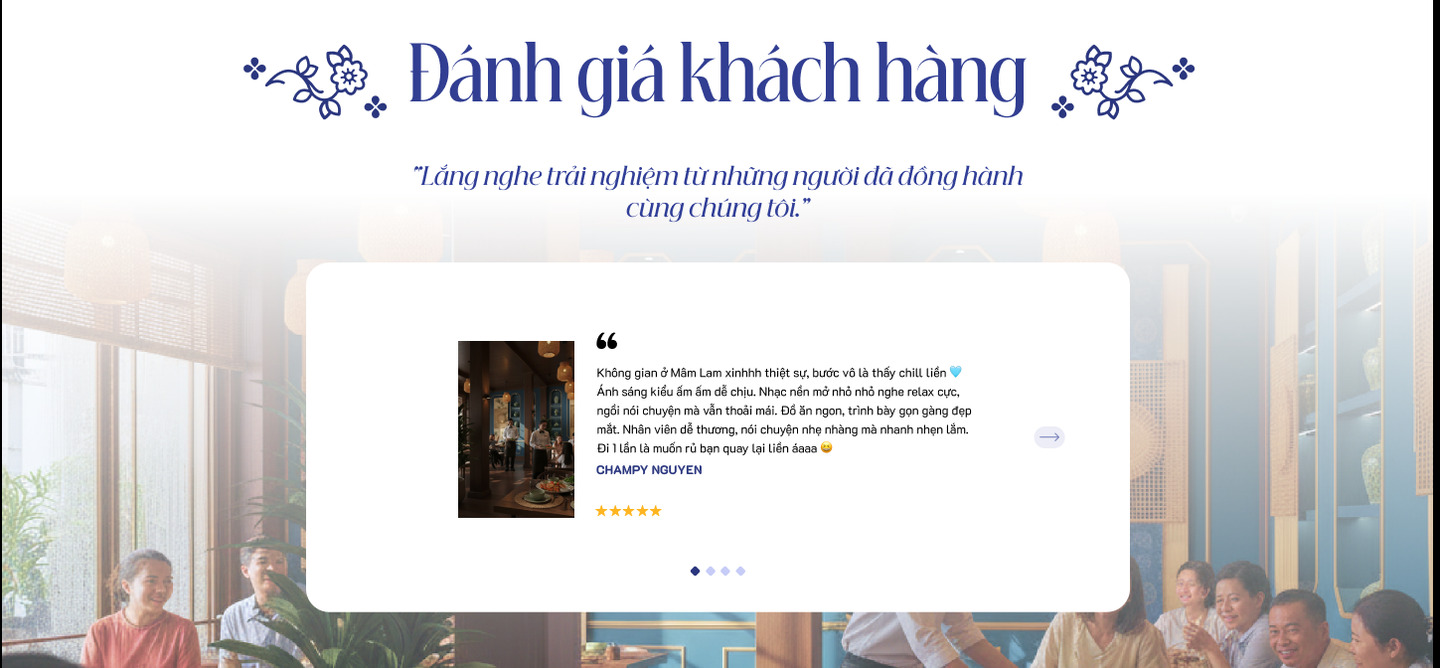 Đánh giá khách hàng
"Lắng nghe trải nghiệm từ những người đã đồng hành
cùng chúng tôi."
Không gian ở Mâm Lam xinhhh thiệt sự, bước vô là thấy chill liền 🩵
Ánh sáng kiểu ấm ấm dễ chịu. Nhạc nền mở nhỏ nhỏ nghe relax cực,
ngồi nói chuyện mà vẫn thoải mái. Đồ ăn ngon, trình bày gọn gàng đẹp
mắt. Nhân viên dễ thương, nói chuyện nhẹ nhàng mà nhanh nhẹn lắm.
Đi 1 lần là muốn rủ bạn quay lại liền áaaa 😄
CHAMPY NGUYEN